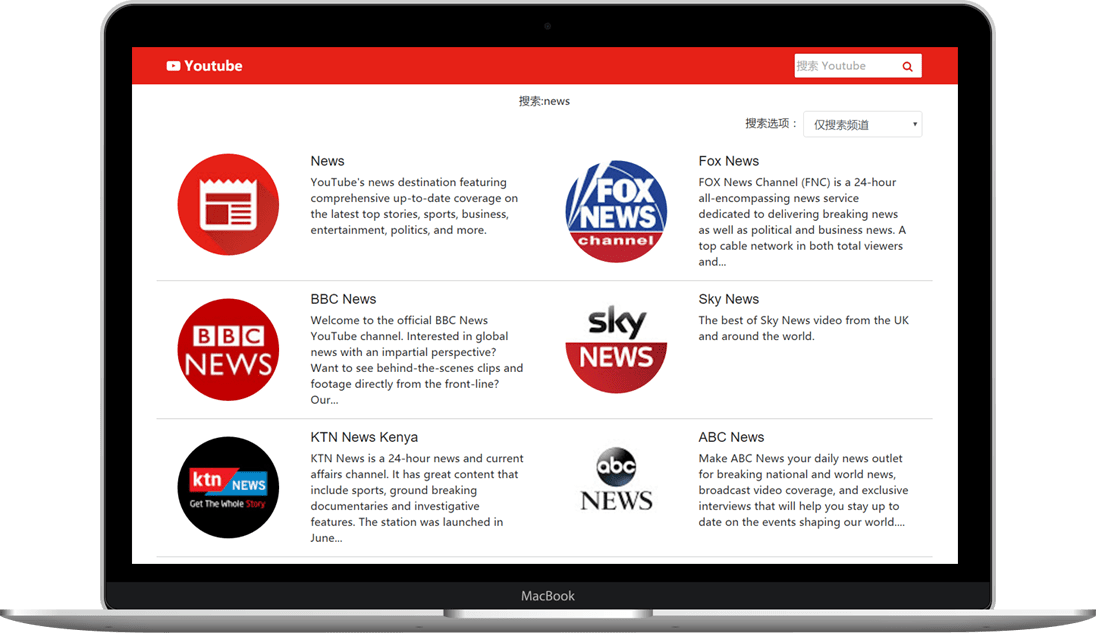 Youtube
搜索 Youtube
搜索:news
搜索选项：
仅搜索频道
News
YouTube's news destination featuring
comprehensive up-to-date coverage on
the latest top stories, sports, business,
entertainment, politics, and more.
FOX
NEWS
channel
Fox News
FOX News Channel (FNC) is a 24-hour
all-encompassing news service
dedicated to delivering breaking news
as well as political and business news. A
top cable network in both total viewers
and...
BBC
NEWS
BBC News
Welcome to the official BBC News
YouTube channel. Interested in global
news with an impartial perspective?
Want to see behind-the-scenes clips and
footage directly from the front-line?
Our...
sky
NEWS
Sky News
The best of Sky News video from the UK
and around the world.
ktn NEWS
Get The Whole Story
KTN News Kenya
KTN News is a 24-hour news and current
affairs channel. It has great content that
include sports, ground breaking
documentaries and investigative
features. The station was launched in
June...
abc
NEWS
ABC News
Make ABC News your daily news outlet
for breaking national and world news,
broadcast video coverage, and exclusive
interviews that will help you stay up to
date on the events shaping our world....
MacBook